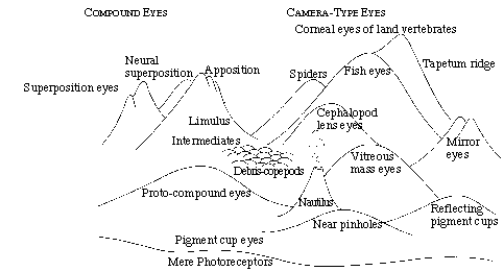 COMPOUND EYES
CAMERA-TYPE EYES
Corneal eyes of land vertebrates
Neural
superposition
Apposition
Spiders
Fish eyes
Tapetum ridge
Superposition eyes
Limulus
Cephalopod
lens eyes
Intermediates
Mirror
eyes
Debris-copepods
Vitreous
mass eyes
Proto-compound eyes
Nautilus
Reflecting
pigment cups
Near pinholes
Pigment cup eyes
Mere Photoreceptors